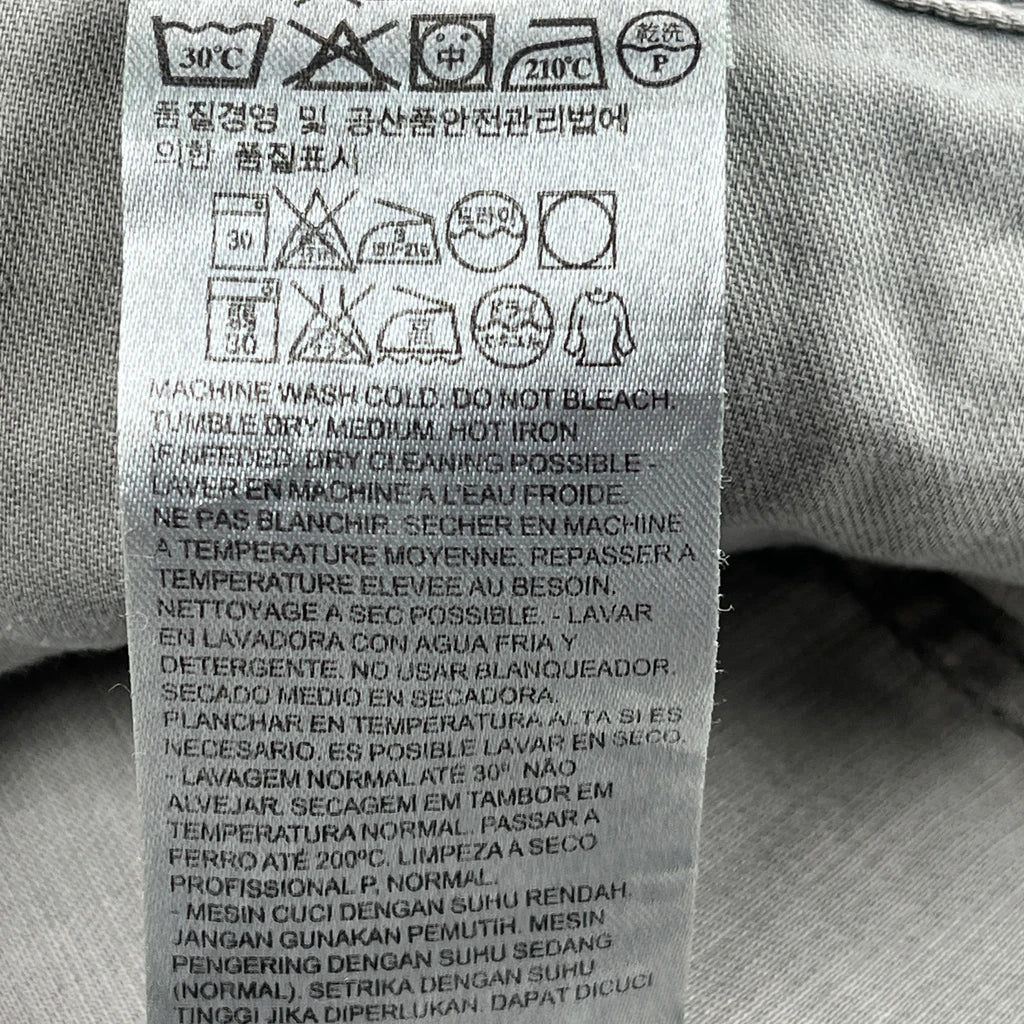 30℃ 中 210℃ 乾洗 P
품질경영 및 공산품안전관리법에
의한 품질표시
30 180-210 드라이
30
MACHINE WASH COLD. DO NOT BLEACH.
TUMBLE DRY MEDIUM. HOT IRON
IF NEEDED. DRY CLEANING POSSIBLE -
LAVER EN MACHINE A L'EAU FROIDE.
NE PAS BLANCHIR. SECHER EN MACHINE
A TEMPERATURE MOYENNE. REPASSER A
TEMPERATURE ELEVEE AU BESOIN.
NETTOYAGE A SEC POSSIBLE. - LAVAR
EN LAVADORA CON AGUA FRIA Y
DETERGENTE. NO USAR BLANQUEADOR.
SECADO MEDIO EN SECADORA.
PLANCHAR EN TEMPERATURA ALTA SI ES
NECESARIO. ES POSIBLE LAVAR EN SECO.
- LAVAGEM NORMAL ATÉ 30º NÃO
ALVEJAR. SECAGEM EM TAMBOR EM
TEMPERATURA NORMAL. PASSAR A
FERRO ATÉ 200ºC. LIMPEZA A SECO
PROFISSIONAL P. NORMAL.
- MESIN CUCI DENGAN SUHU RENDAH.
JANGAN GUNAKAN PEMUTIH. MESIN
PENGERING DENGAN SUHU SEDANG
(NORMAL). SETRIKA DENGAN SUHU
TINGGI JIKA DIPERLUKAN. DAPAT DICUCI